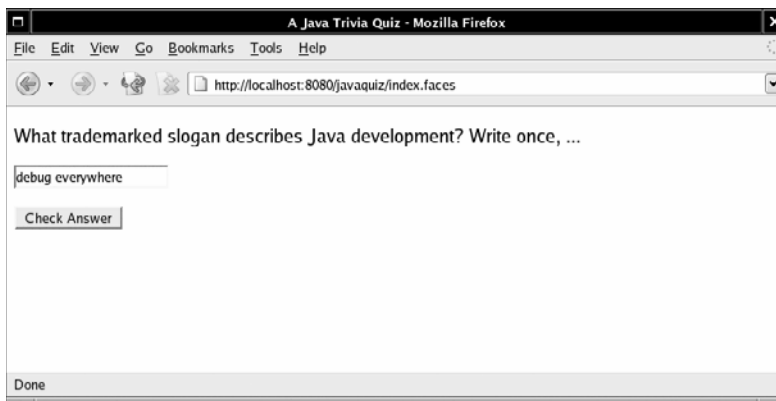 A Java Trivia Quiz - Mozilla Firefox
File Edit View Go Bookmarks Tools Help
http://localhost:8080/javaquiz/index.faces
What trademarked slogan describes Java development? Write once, ...
debug everywhere
Check Answer
Done